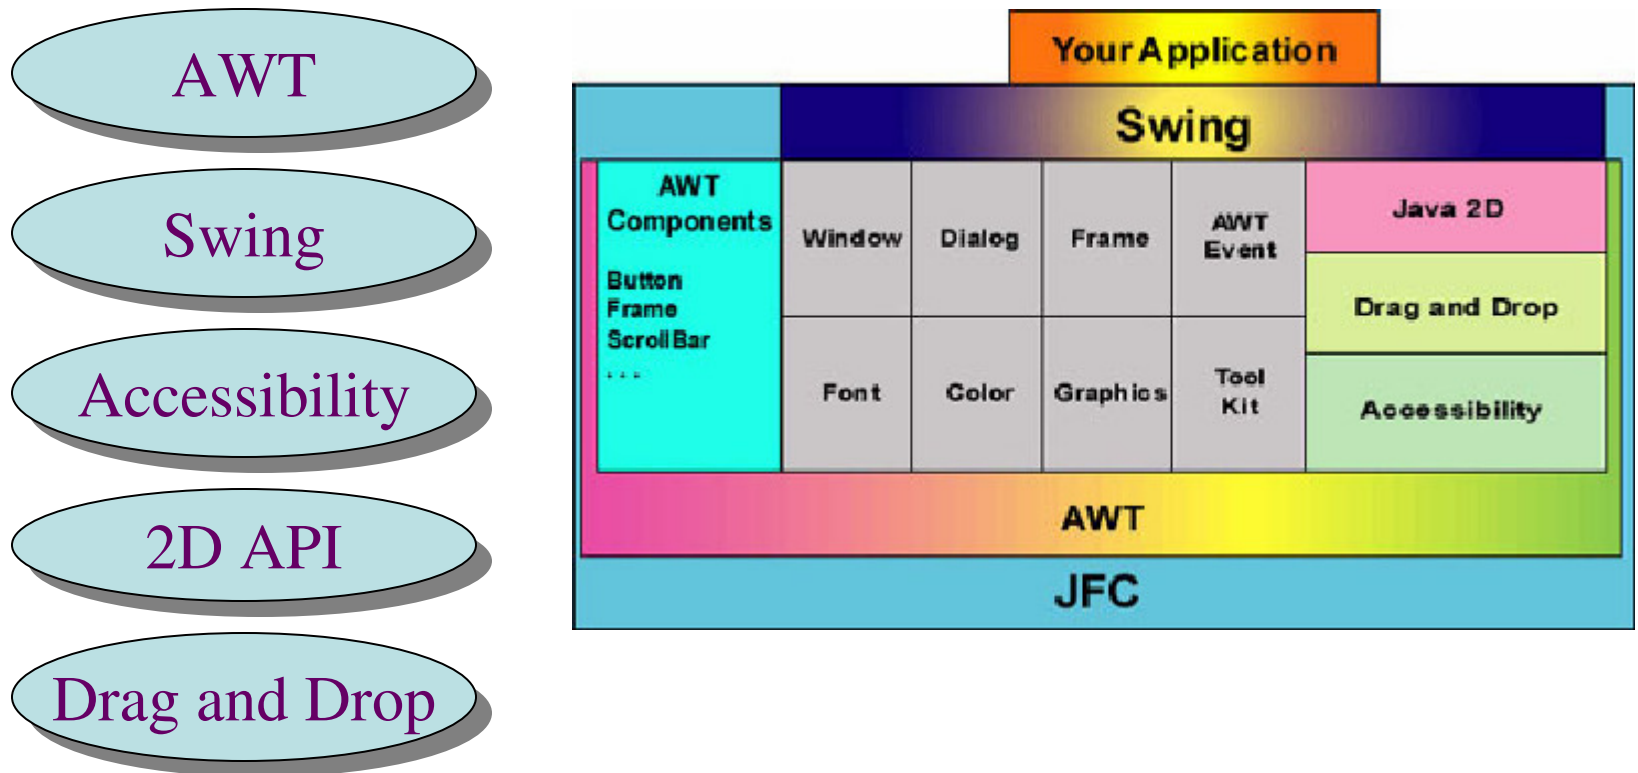 AWT
Swing
Accessibility
2D API
Drag and Drop
Your Application
Swing
AWT
Components
Button
Frame
ScrollBar
...
Window
Dialog
Frame
AWT
Event
Font
Color
Graphics
Tool
Kit
Java 2D
Drag and Drop
Accessibility
AWT
JFC